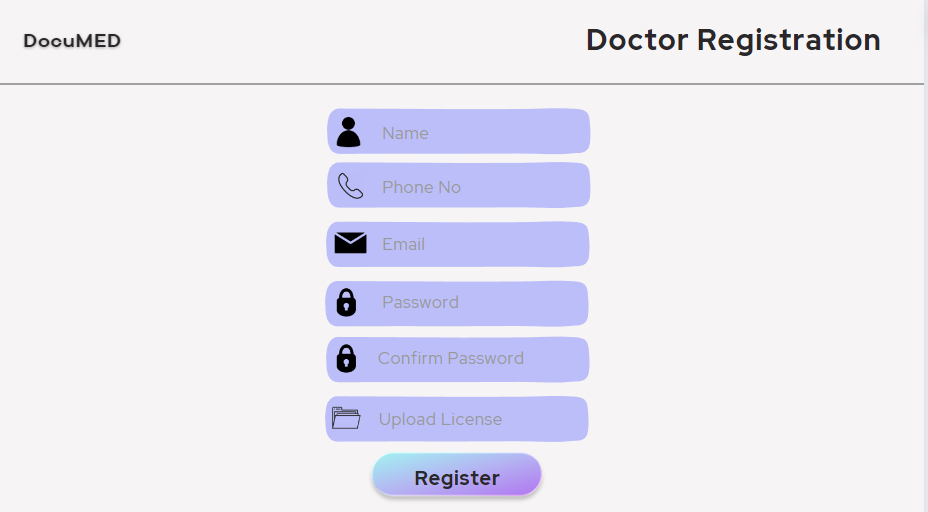 DocuMED
Doctor Registration
Name
Phone No
Email
Password
Confirm Password
Upload License
Register